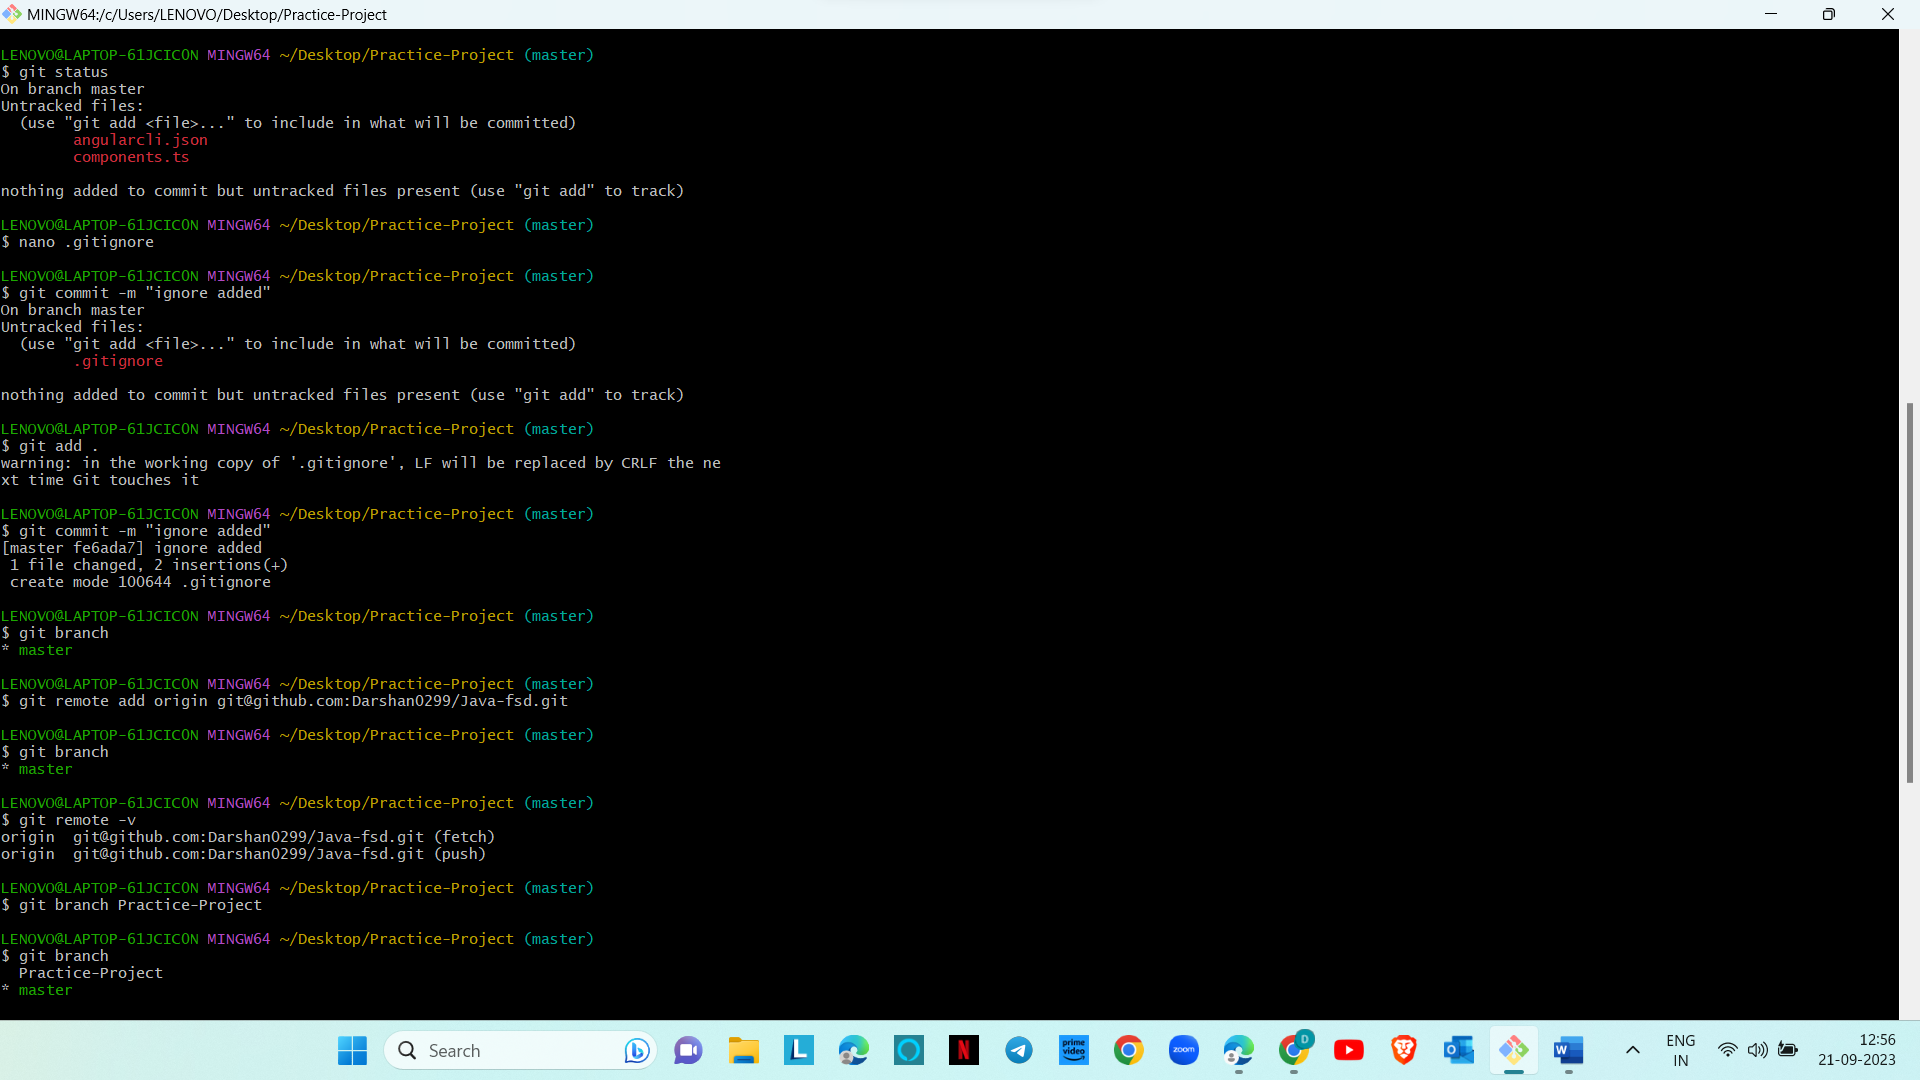 MINGW64:/c/Users/LENOVO/Desktop/Practice-Project
LENOVO@LAPTOP-61JCICON MINGW64 ~/Desktop/Practice-Project (master)
$ git status
On branch master
Untracked files:
  (use "git add <file>..." to include in what will be committed)
        angularcli.json
        components.ts
nothing added to commit but untracked files present (use "git add" to track)
LENOVO@LAPTOP-61JCICON MINGW64 ~/Desktop/Practice-Project (master)
$ nano .gitignore
LENOVO@LAPTOP-61JCICON MINGW64 ~/Desktop/Practice-Project (master)
$ git commit -m "ignore added"
On branch master
Untracked files:
  (use "git add <file>..." to include in what will be committed)
        .gitignore
nothing added to commit but untracked files present (use "git add" to track)
LENOVO@LAPTOP-61JCICON MINGW64 ~/Desktop/Practice-Project (master)
$ git add .
warning: in the working copy of '.gitignore', LF will be replaced by CRLF the ne
xt time Git touches it
LENOVO@LAPTOP-61JCICON MINGW64 ~/Desktop/Practice-Project (master)
$ git commit -m "ignore added"
[master fe6ada7] ignore added
 1 file changed, 2 insertions(+)
 create mode 100644 .gitignore
LENOVO@LAPTOP-61JCICON MINGW64 ~/Desktop/Practice-Project (master)
$ git branch
* master
LENOVO@LAPTOP-61JCICON MINGW64 ~/Desktop/Practice-Project (master)
$ git remote add origin git@github.com:Darshan0299/Java-fsd.git
LENOVO@LAPTOP-61JCICON MINGW64 ~/Desktop/Practice-Project (master)
$ git branch
* master
LENOVO@LAPTOP-61JCICON MINGW64 ~/Desktop/Practice-Project (master)
$ git remote -v
origin  git@github.com:Darshan0299/Java-fsd.git (fetch)
origin  git@github.com:Darshan0299/Java-fsd.git (push)
LENOVO@LAPTOP-61JCICON MINGW64 ~/Desktop/Practice-Project (master)
$ git branch Practice-Project
LENOVO@LAPTOP-61JCICON MINGW64 ~/Desktop/Practice-Project (master)
$ git branch
  Practice-Project
* master
Search
L
N
prime video
zoom
D
O
W
ENG
IN
12:56
21-09-2023